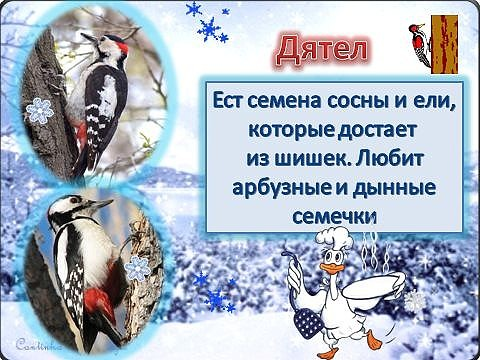 Дятел
Ест семена сосны и ели,
которые достает
из шишек. Любит
арбузные и дынные
семечки